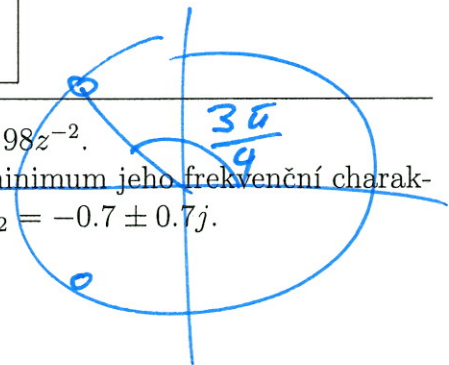 98z⁻².
3π
4
minimum jeho frekvenční charak-
₂ = −0.7 ± 0.7j.